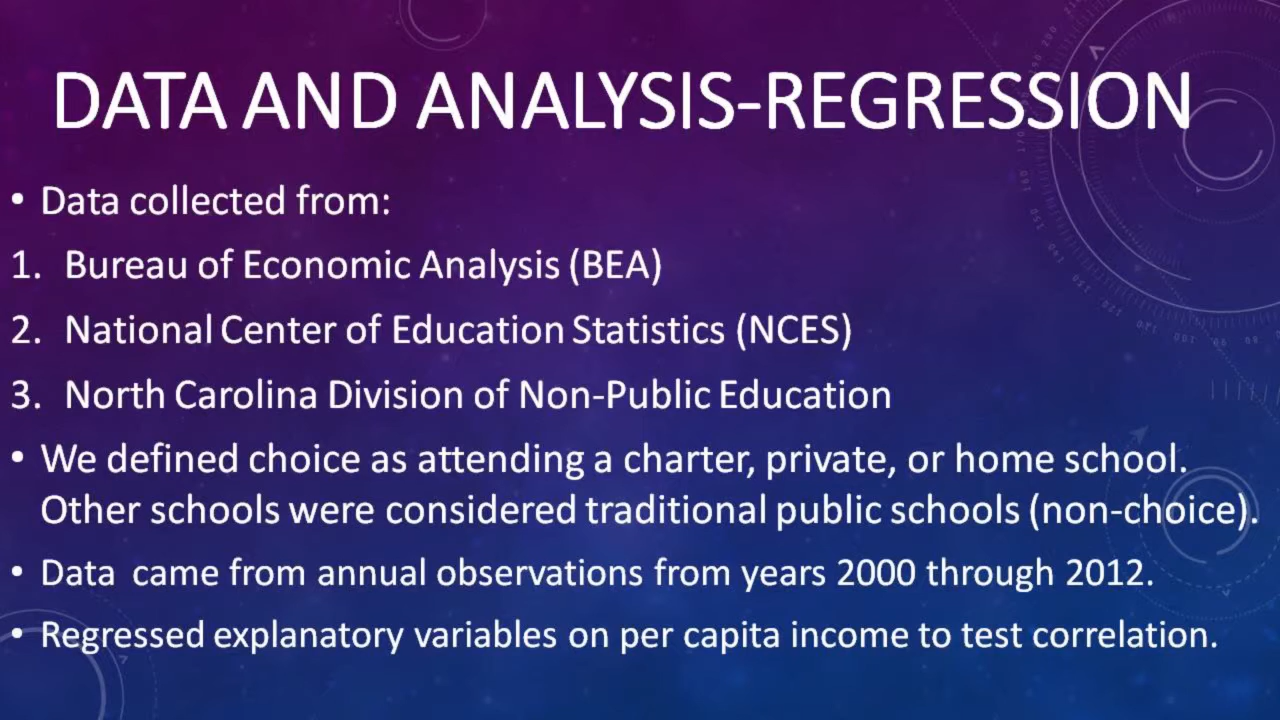 DATA AND ANALYSIS-REGRESSION
• Data collected from:
1. Bureau of Economic Analysis (BEA)
2. National Center of Education Statistics (NCES)
3. North Carolina Division of Non-Public Education
• We defined choice as attending a charter, private, or home school.
Other schools were considered traditional public schools (non-choice).
• Data came from annual observations from years 2000 through 2012.
• Regressed explanatory variables on per capita income to test correlation.